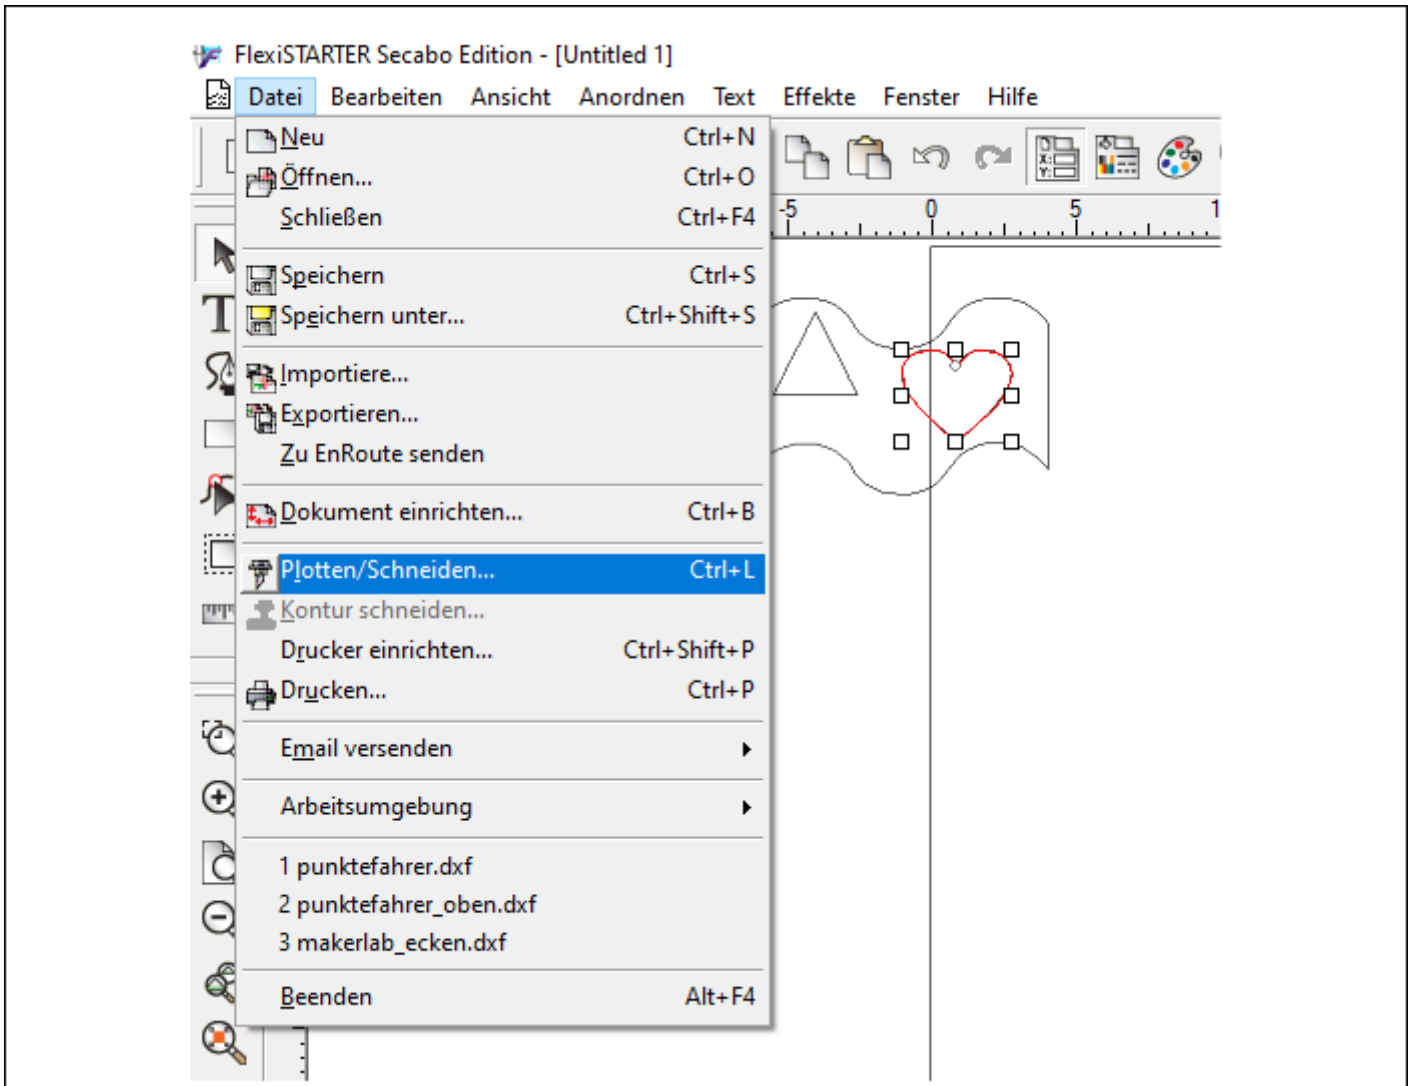 FlexiSTARTER Secabo Edition - [Untitled 1]
Datei Bearbeiten Ansicht Anordnen Text Effekte Fenster Hilfe
Neu Ctrl+N
Öffnen... Ctrl+O
Schließen Ctrl+F4
-5 0 5 1
Speichern Ctrl+S
Speichern unter... Ctrl+Shift+S
Importiere...
Exportieren...
Zu EnRoute senden
Dokument einrichten... Ctrl+B
Plotten/Schneiden... Ctrl+L
Kontur schneiden...
Drucker einrichten... Ctrl+Shift+P
Drucken... Ctrl+P
Email versenden
Arbeitsumgebung
1 punktefahrer.dxf
2 punktefahrer_oben.dxf
3 makerlab_ecken.dxf
Beenden Alt+F4